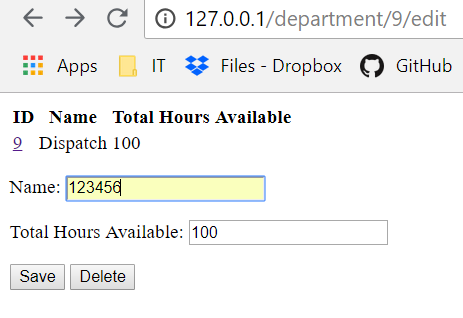 127.0.0.1/department/9/edit
Apps IT Files - Dropbox GitHub
ID Name Total Hours Available
9 Dispatch 100
Name: 123456
Total Hours Available: 100
Save Delete